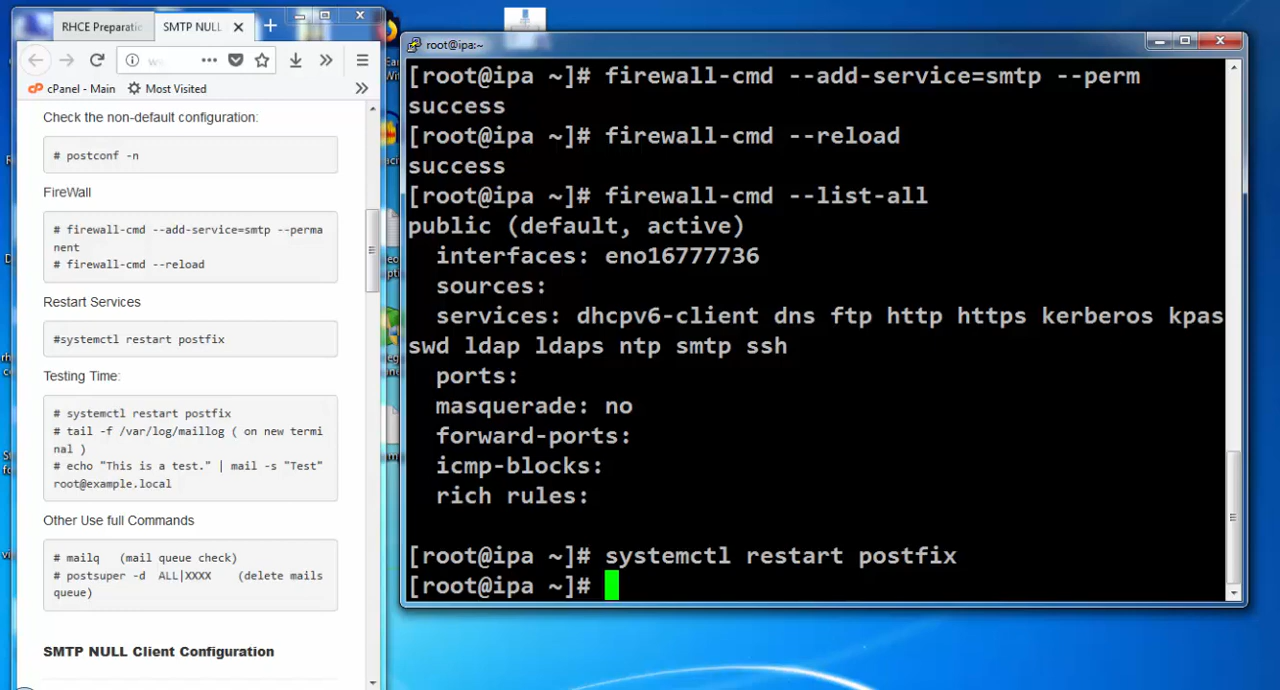 RHCE Preparatic
SMTP NULL
cPanel - Main
Most Visited
Check the non-default configuration:
# postconf -n
FireWall
# firewall-cmd --add-service=smtp --perma
nent
# firewall-cmd --reload
Restart Services
#systemctl restart postfix
Testing Time:
# systemctl restart postfix
# tail -f /var/log/maillog ( on new termi
nal )
# echo "This is a test." | mail -s "Test"
root@example.local
Other Use full Commands
# mailq   (mail queue check)
# postsuper -d  ALL|XXXX    (delete mails
queue)
SMTP NULL Client Configuration
root@ipa:~
[root@ipa ~]# firewall-cmd --add-service=smtp --perm
success
[root@ipa ~]# firewall-cmd --reload
success
[root@ipa ~]# firewall-cmd --list-all
public (default, active)
interfaces: eno16777736
sources:
services: dhcpv6-client dns ftp http https kerberos kpas
swd ldap ldaps ntp smtp ssh
ports:
masquerade: no
forward-ports:
icmp-blocks:
rich rules:
[root@ipa ~]# systemctl restart postfix
[root@ipa ~]#